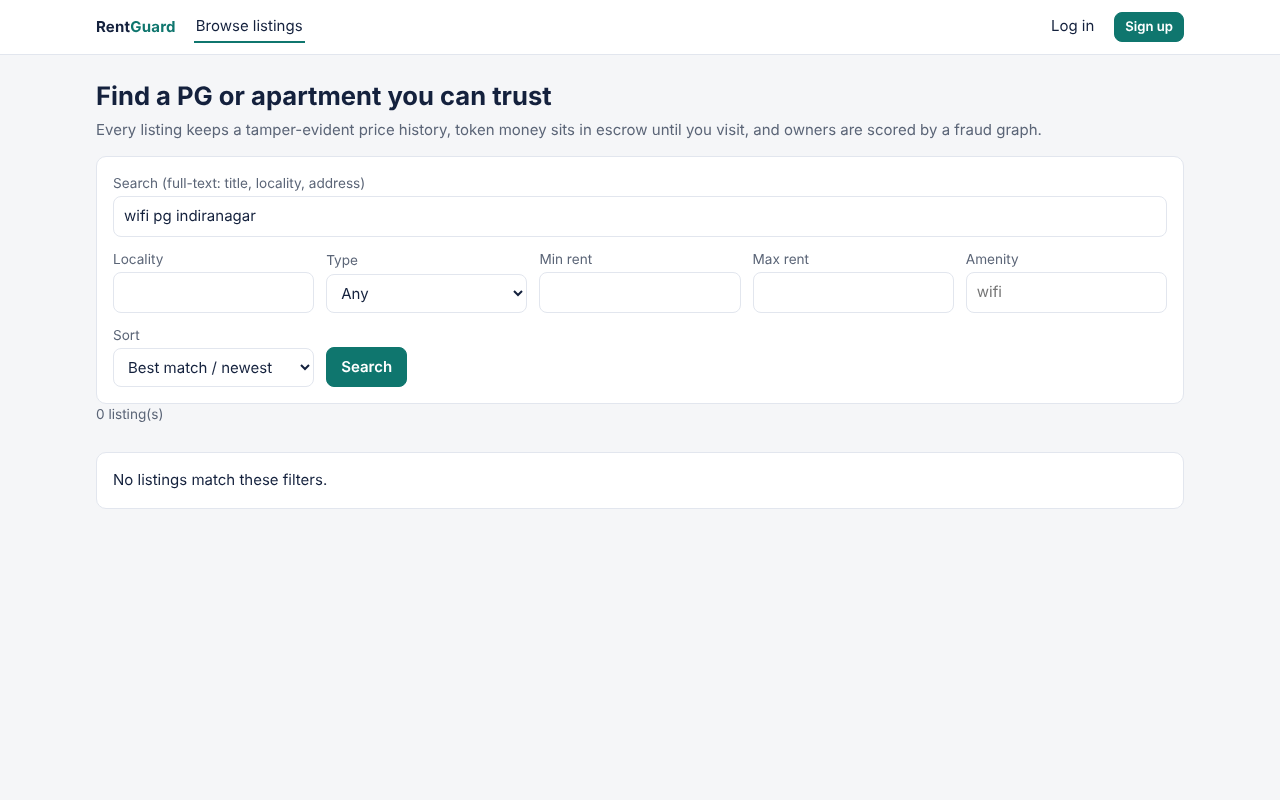 RentGuard Browse listings Log in Sign up
Find a PG or apartment you can trust
Every listing keeps a tamper-evident price history, token money sits in escrow until you visit, and owners are scored by a fraud graph.
Search (full-text: title, locality, address)
wifi pg indiranagar
Locality Type Min rent Max rent Amenity
Any wifi
Sort
Best match / newest Search
0 listing(s)
No listings match these filters.